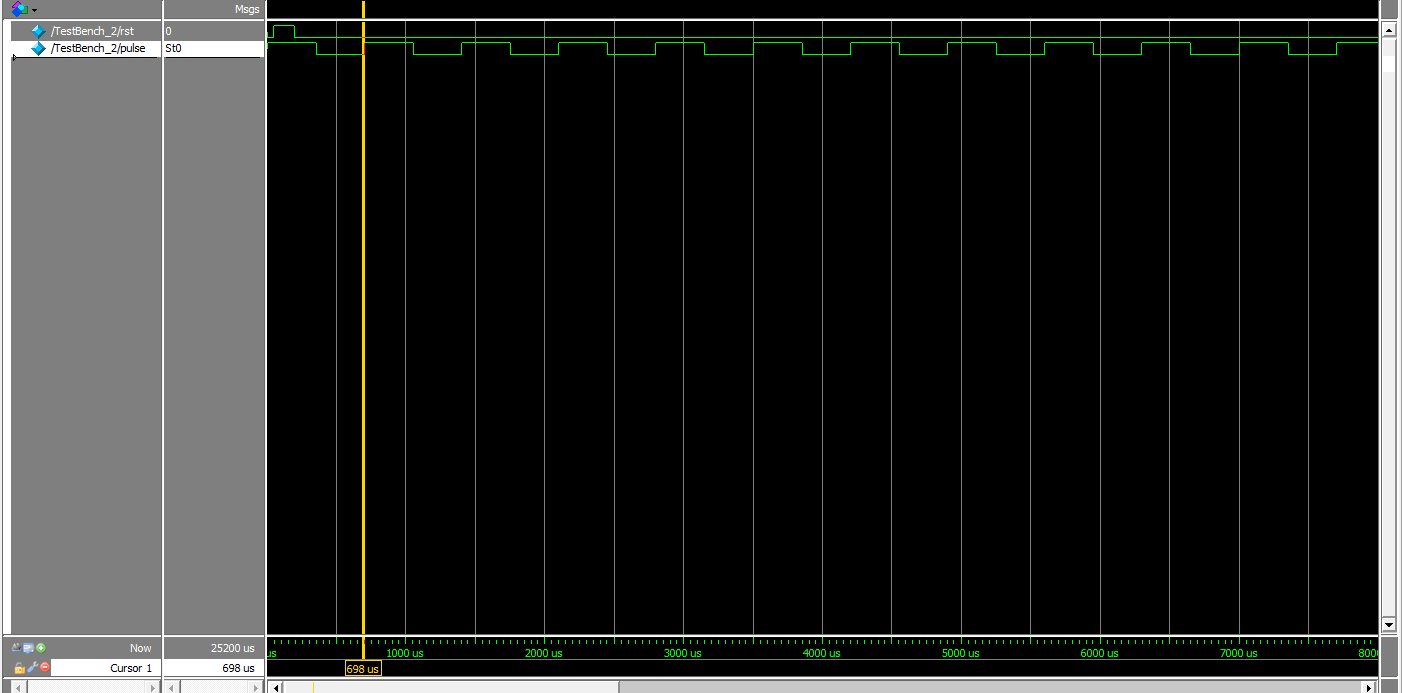 Msgs
/TestBench_2/rst 0
/TestBench_2/pulse St0
Now 25200 us
us 1000 us 2000 us 3000 us 4000 us 5000 us 6000 us 7000 us 800
Cursor 1 698 us
698 us